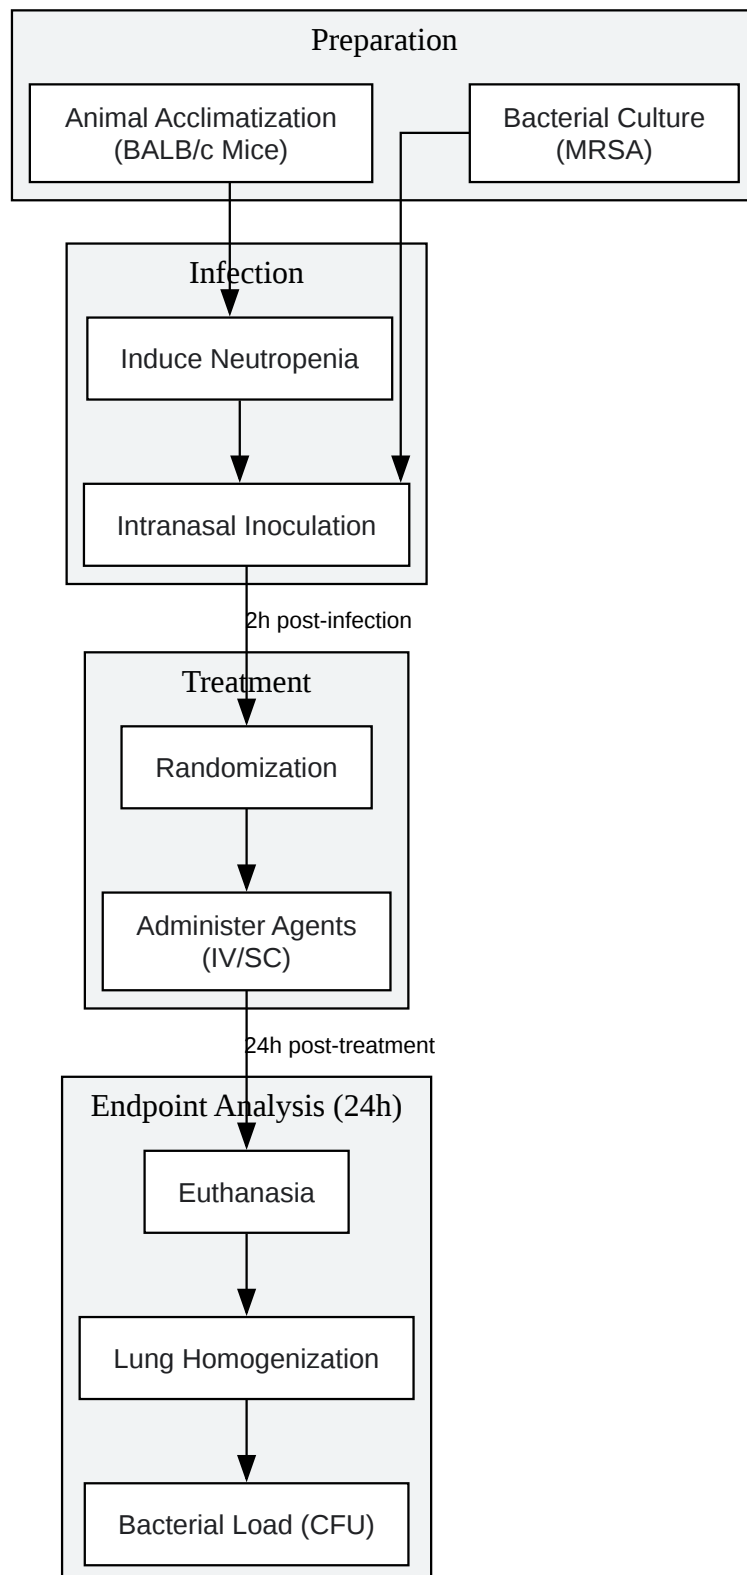 Preparation
Animal Acclimatization
(BALB/c Mice)
Bacterial Culture
(MRSA)
Infection
Induce Neutropenia
Intranasal Inoculation
2h post-infection
Treatment
Randomization
Administer Agents
(IV/SC)
24h post-treatment
Endpoint Analysis (24h)
Euthanasia
Lung Homogenization
Bacterial Load (CFU)